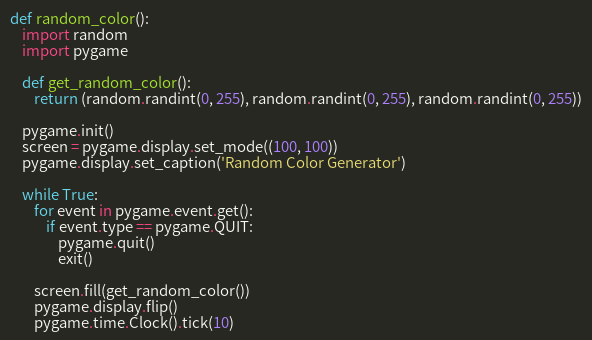 def random_color():
    import random
    import pygame

    def get_random_color():
        return (random.randint(0, 255), random.randint(0, 255), random.randint(0, 255))

    pygame.init()
    screen = pygame.display.set_mode((100, 100))
    pygame.display.set_caption('Random Color Generator')

    while True:
        for event in pygame.event.get():
            if event.type == pygame.QUIT:
                pygame.quit()
                exit()

        screen.fill(get_random_color())
        pygame.display.flip()
        pygame.time.Clock().tick(10)